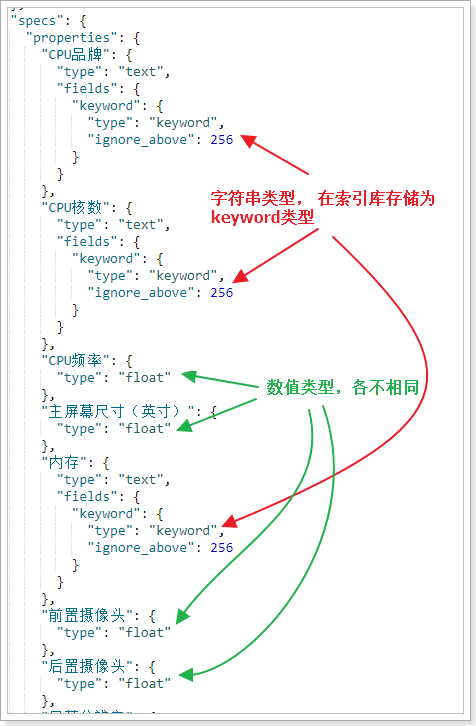 "specs": {
"properties": {
"CPU品牌": {
"type": "text",
"fields": {
"keyword": {
"type": "keyword",
"ignore_above": 256
}
}
},
"CPU核数": {
"type": "text",
"fields": {
"keyword": {
"type": "keyword",
"ignore_above": 256
}
}
},
"CPU频率": {
"type": "float"
},
"主屏幕尺寸（英寸）": {
"type": "float"
},
"内存": {
"type": "text",
"fields": {
"keyword": {
"type": "keyword",
"ignore_above": 256
}
}
},
"前置摄像头": {
"type": "float"
},
"后置摄像头": {
"type": "float"
},
字符串类型， 在索引库存储为
keyword类型
数值类型，各不相同